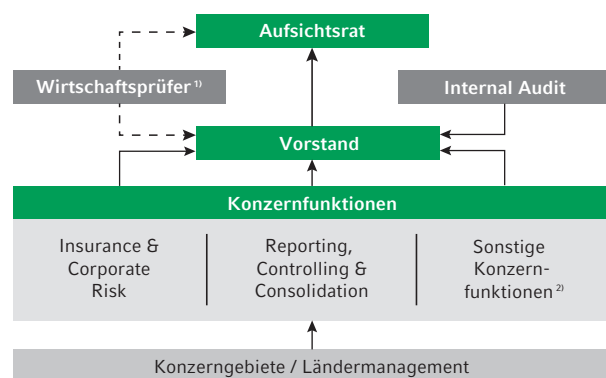 Aufsichtsrat
Wirtschaftsprüfer 1)
Internal Audit
Vorstand
Konzernfunktionen
Insurance &
Corporate
Risk
Reporting,
Controlling &
Consolidation
Sonstige
Konzern-
funktionen 2)
Konzerngebiete / Ländermanagement